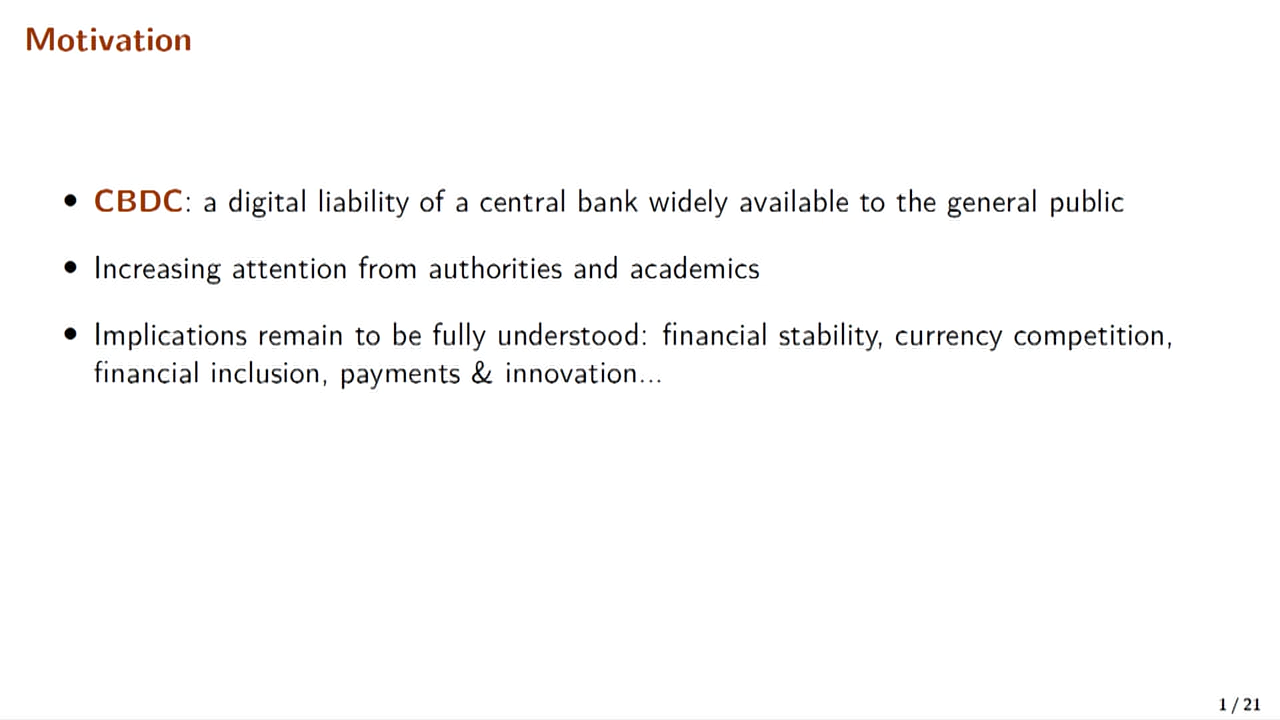 Motivation
• CBDC: a digital liability of a central bank widely available to the general public
• Increasing attention from authorities and academics
• Implications remain to be fully understood: financial stability, currency competition,
financial inclusion, payments & innovation...
1 / 21